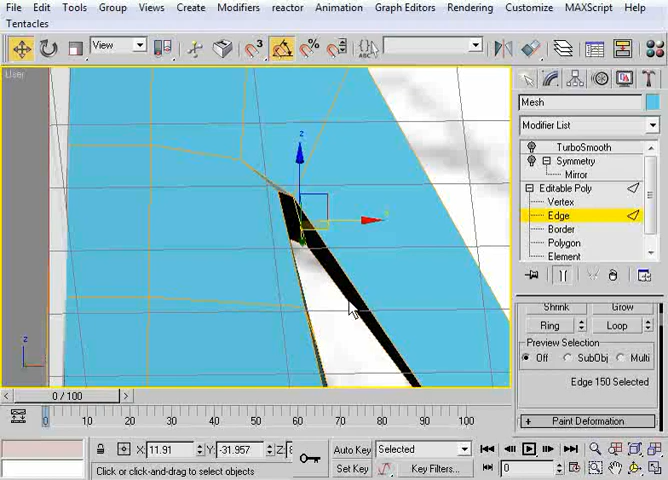 File Edit Tools Group Views Create Modifiers reactor Animation Graph Editors Rendering Customize MAXScript Help
Tentacles
View
3
%
ABC
User
z
z
Mesh
Modifier List
TurboSmooth
Symmetry
Mirror
Editable Poly
Vertex
Edge
Border
Polygon
Element
Shrink Grow
Ring Loop
Preview Selection
Off SubObj Multi
Edge 150 Selected
+ Paint Deformation
< 0 / 100 >
0 10 20 30 40 50 60 70 80 90 100
X: 11.91 Y: -31.957 Z:
Auto Key Selected
Click or click-and-drag to select objects
Set Key Key Filters... 0